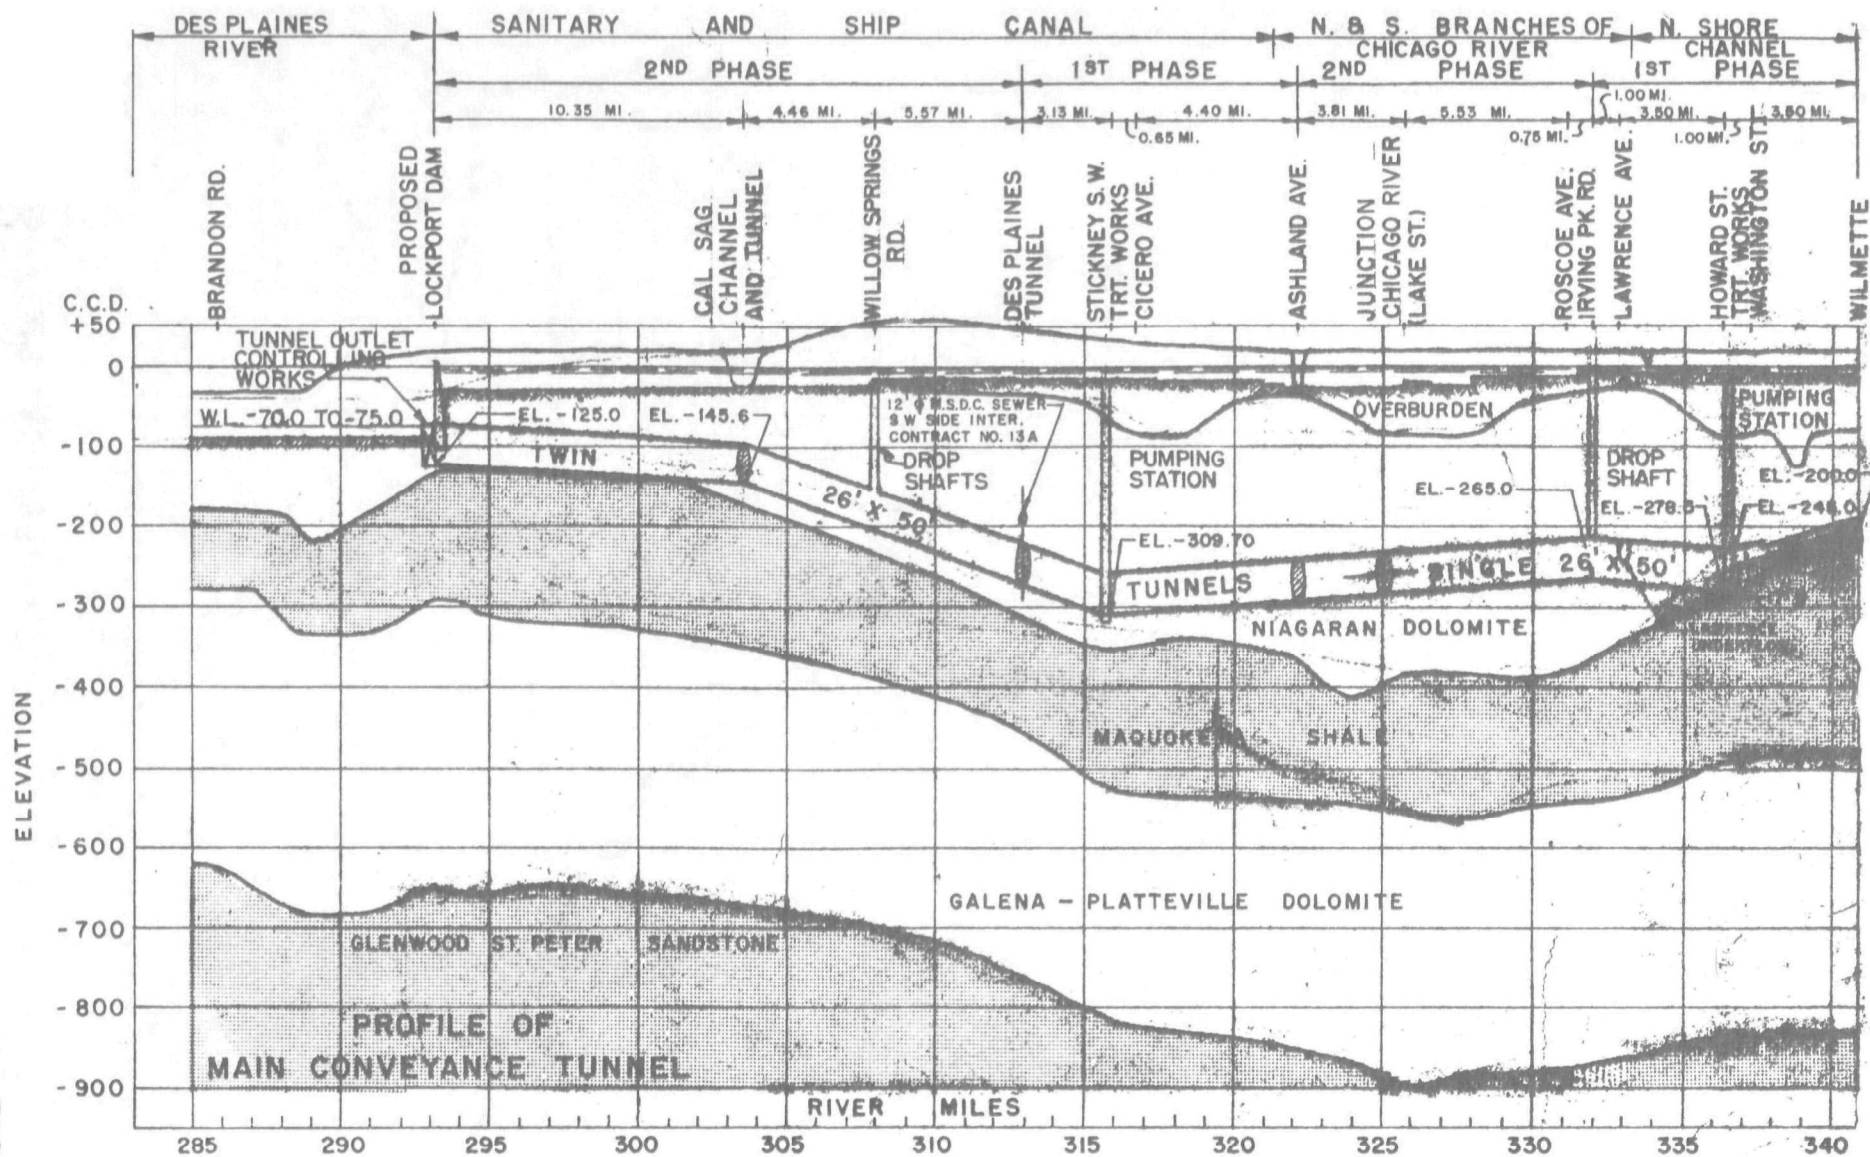 DES PLAINES RIVER
SANITARY AND SHIP CANAL
N. & S. BRANCHES OF CHICAGO RIVER
N. SHORE CHANNEL
2ND PHASE
1ST PHASE
2ND PHASE
1ST PHASE
10.35 MI.
4.46 MI.
5.57 MI.
3.13 MI.
0.65 MI.
4.40 MI.
3.81 MI.
5.53 MI.
0.75 MI.
1.00 MI.
3.50 MI.
1.00 MI.
3.60 MI.
BRANDON RD.
PROPOSED
LOCKPORT DAM
CAL SAG.
CHANNEL
AND TUNNEL
WILLOW SPRINGS
RD.
DES PLAINES
TUNNEL
STICKNEY S.W.
TRT. WORKS
CICERO AVE.
ASHLAND AVE.
JUNCTION
CHICAGO RIVER
(LAKE ST.)
ROSCOE AVE.
IRVING PK. RD.
LAWRENCE AVE.
HOWARD ST.
TRT. WORKS
WASHINGTON ST.
WILMETTE
C.C.D.
+50
0
-100
-200
-300
-400
-500
-600
-700
-800
-900
ELEVATION
TUNNEL OUTLET
CONTROLLING
WORKS
W.L.-70.0 TO -75.0
EL. -125.0
EL. -145.6
12' φ M.S.D.C. SEWER
S W SIDE INTER.
CONTRACT NO. 13A
DROP
SHAFTS
PUMPING
STATION
OVERBURDEN
DROP
SHAFT
PUMPING
STATION
EL.-265.0
EL.-278.5
EL.-200.0
EL.-309.70
TWIN
26' X 50'
TUNNELS
SINGLE 26' X 50'
NIAGARAN DOLOMITE
MAQUOKETA SHALE
GALENA - PLATTEVILLE DOLOMITE
GLENWOOD ST. PETER SANDSTONE
PROFILE OF
MAIN CONVEYANCE TUNNEL
RIVER MILES
285 290 295 300 305 310 315 320 325 330 335 340